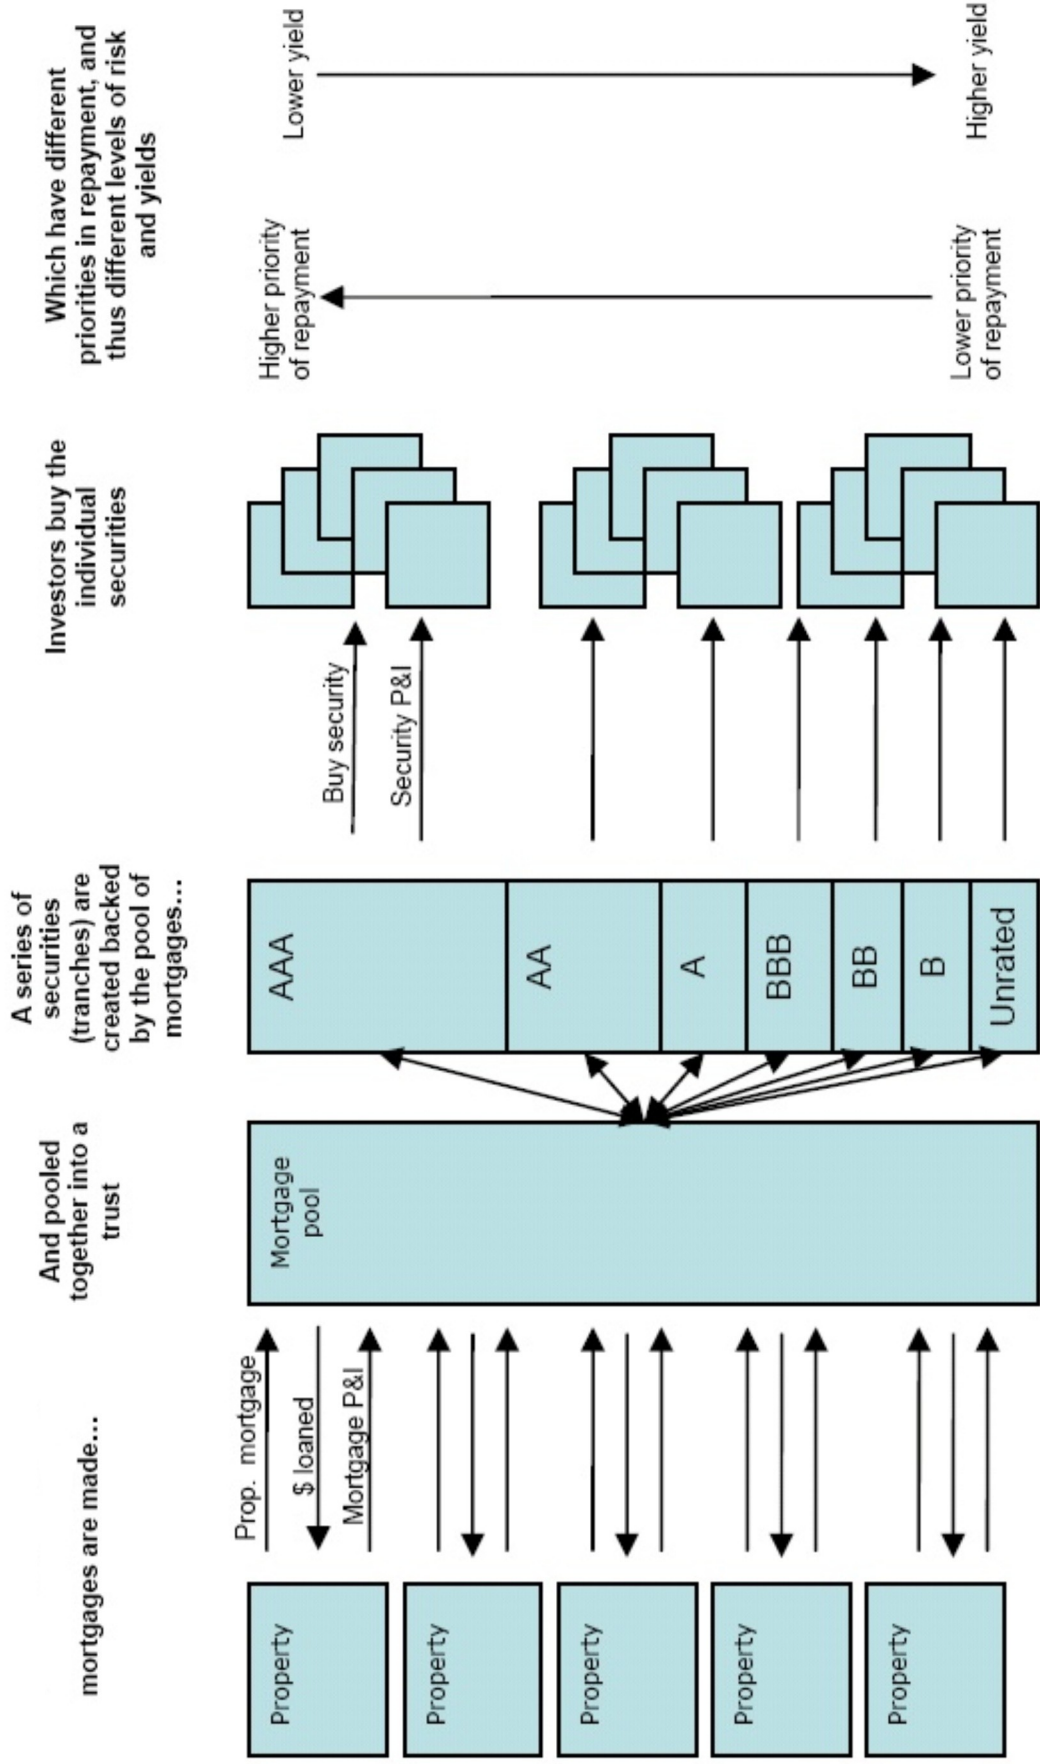 mortgages are made...
And pooled
together into a
trust
A series of
securities
(tranches) are
created backed
by the pool of
mortgages...
Investors buy the
individual
securities
Which have different
priorities in repayment, and
thus different levels of risk
and yields
Property
Property
Property
Property
Property
Prop. mortgage
$ loaned
Mortgage P&I
Mortgage
pool
AAA
AA
A
BBB
BB
B
Unrated
Buy security
Security P&I
Higher priority
of repayment
Lower priority
of repayment
Lower yield
Higher yield